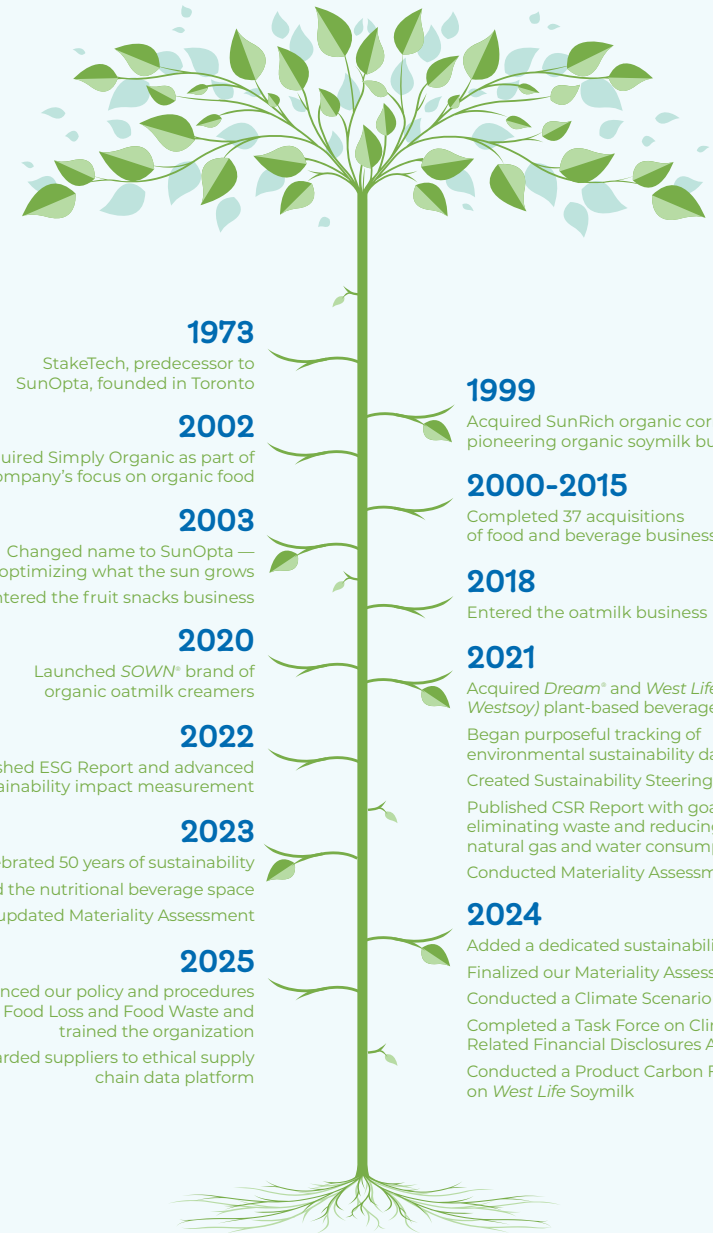 1973
StakeTech, predecessor to
SunOpta, founded in Toronto
2002
Simply Organic as part of
focus on organic food
2003
Changed name to SunOpta —
optimizing what the sun grows
the fruit snacks business
2020
Launched SOWN® brand of
organic oatmilk creamers
2022
ESG Report and advanced
impact measurement
2023
50 years of sustainability
the nutritional beverage space
updated Materiality Assessment
2025
our policy and procedures
Food Loss and Food Waste and
trained the organization
suppliers to ethical supply
chain data platform
1999
Acquired SunRich organic
pioneering organic soymilk
2000-2015
Completed 37 acquisitions
of food and beverage
2018
Entered the oatmilk business
2021
Acquired Dream® and West Life
Westsoy) plant-based
Began purposeful tracking of
environmental sustainability
Created Sustainability Steering
Published CSR Report with
eliminating waste and reducing
natural gas and water
Conducted Materiality
2024
Added a dedicated
Finalized our Materiality
Conducted a Climate Scenario
Completed a Task Force on
Related Financial Disclosures
Conducted a Product Carbon
on West Life Soymilk